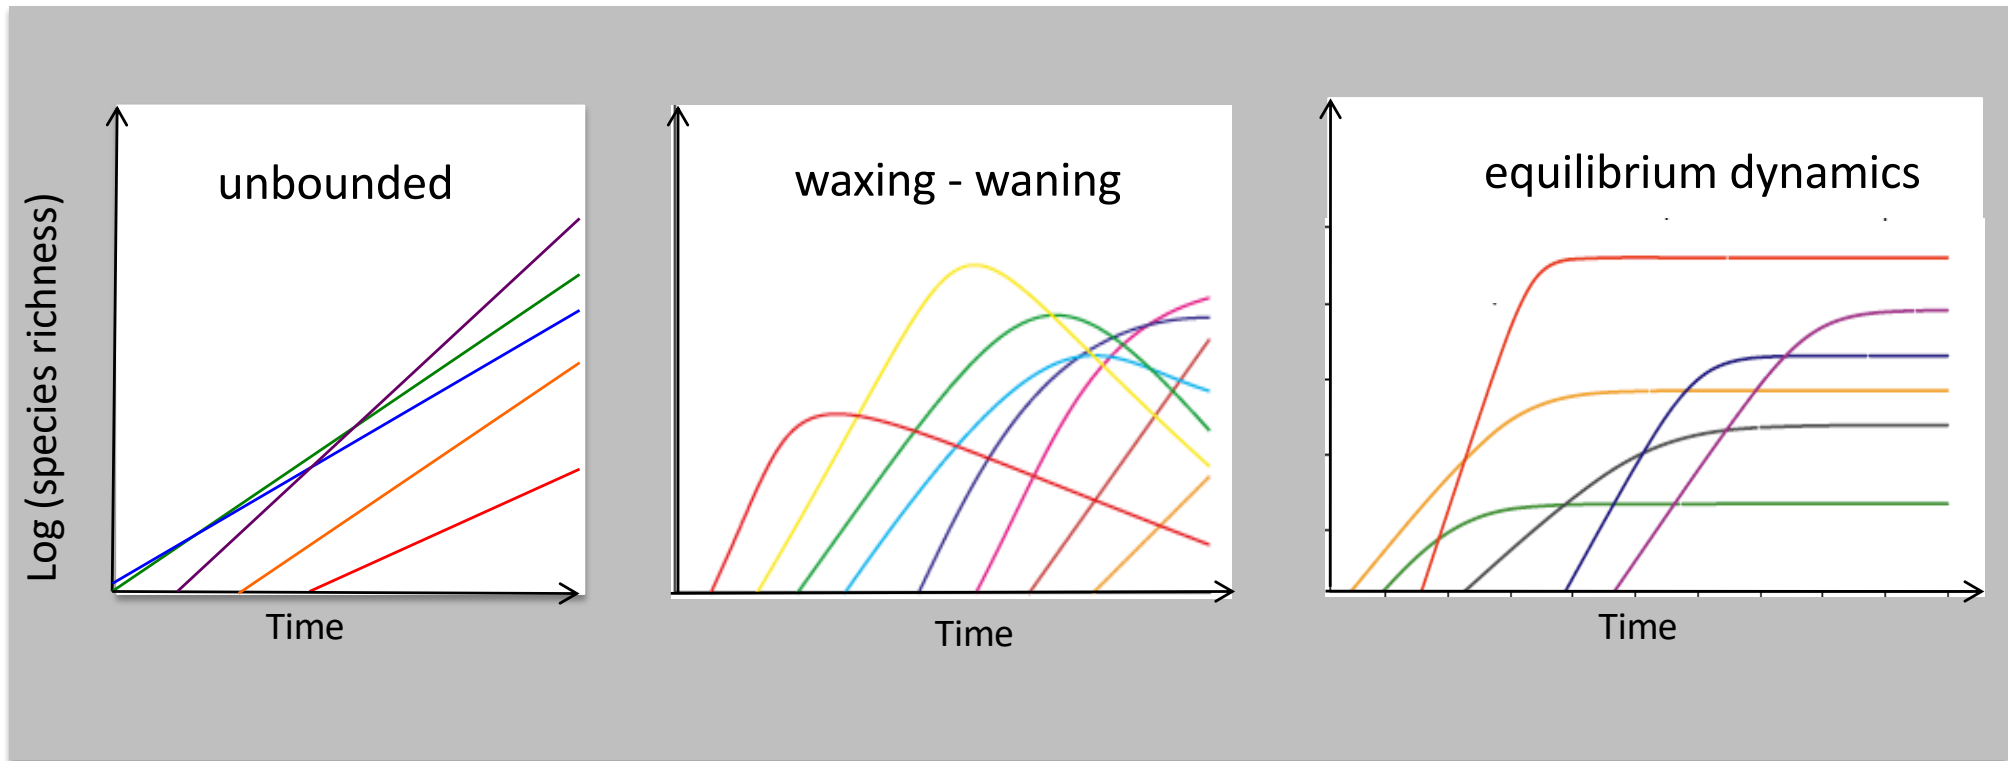 unbounded
waxing - waning
equilibrium dynamics
Log (species richness)
Time
Time
Time